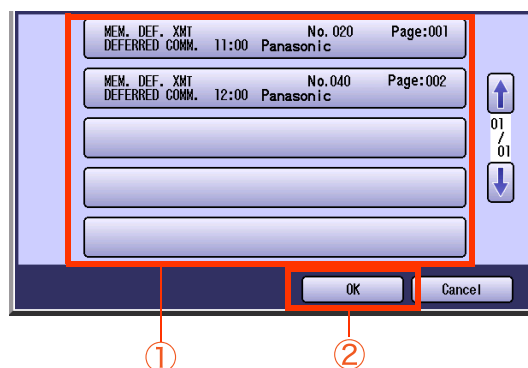 MEM. DEF. XMT No. 020 Page:001
DEFERRED COMM. 11:00 Panasonic
MEM. DEF. XMT No. 040 Page:002
DEFERRED COMM. 12:00 Panasonic
01
/
01
OK Cancel
① ②